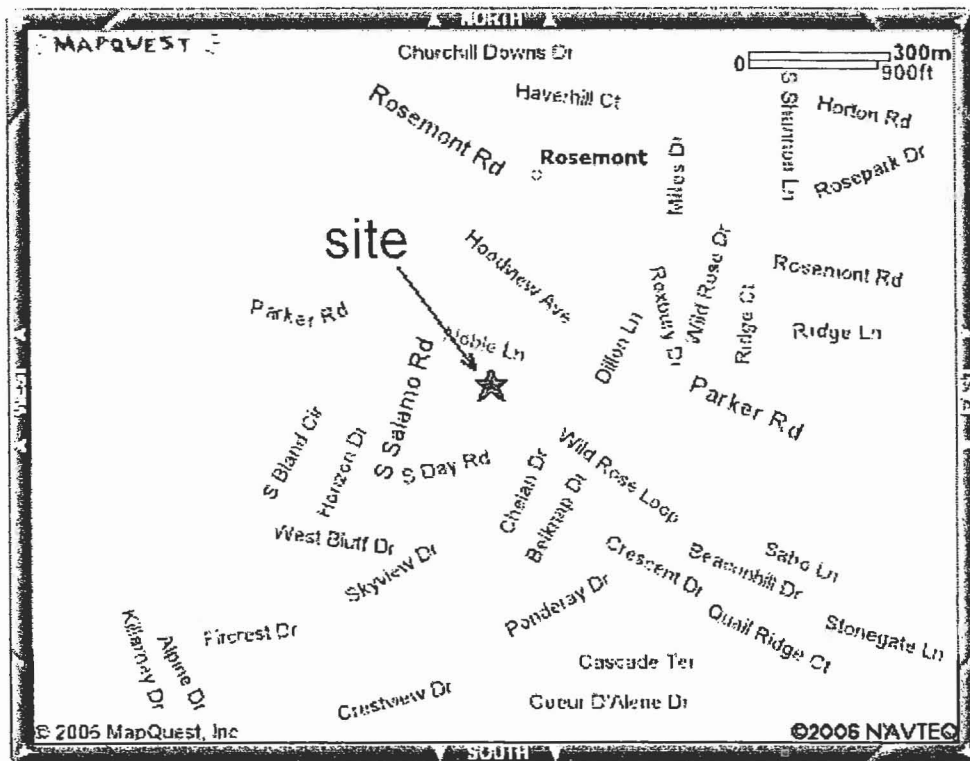 NORTH
MAPQUEST
Churchill Downs Dr
0 300m
900ft
Haverhill Ct
S Shannon Ln
Horton Rd
Rosemont Rd
Rosemont
Miles Dr
Rosepark Dr
site
Hoodview Ave
Wild Rose Dr
Rosemont Rd
Parker Rd
Roxbury Ct
Ridge Ct
Ridge Ln
Noble Ln
Dillon Ln
WEST
S Salamo Rd
Parker Rd
S Bland Cir
Horizon Dr
S Day Rd
Chelan Dr
Wild Rose Loop
Belknap Dr
West Bluff Dr
Skyview Dr
Crescent Dr
Beaconhill Dr
Sabo Ln
Ponderay Dr
Quail Ridge Ct
Stonegate Ln
Killarney Dr
Alpine Dr
Fircrest Dr
Cascade Ter
Crestview Dr
Coeur D'Alene Dr
© 2006 MapQuest, Inc
©2006 NAVTEQ
SOUTH